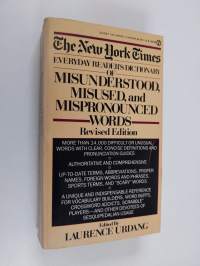 The New York Times
EVERYDAY READER'S DICTIONARY
OF
MISUNDERSTOOD,
MISUSED, and
MISPRONOUNCED
WORDS
Revised Edition
MORE THAN 14,000 DIFFICULT OR UNUSUAL
WORDS WITH CLEAR, CONCISE DEFINITIONS AND
PRONUNCIATION GUIDES
AUTHORITATIVE AND COMPREHENSIVE
UP-TO-DATE TERMS, ABBREVIATIONS, PROPER
NAMES, FOREIGN WORDS AND PHRASES,
SPORTS TERMS, AND "SCARY" WORDS
A UNIQUE AND INDISPENSABLE REFERENCE
FOR VOCABULARY BUILDERS, WORD BUFFS,
CROSSWORD ADDICTS, SCRABBLE
PLAYERS—AND OTHER DEVOTEES OF
SESQUIPEDALIAN USAGE
Edited by
LAURENCE URDANG